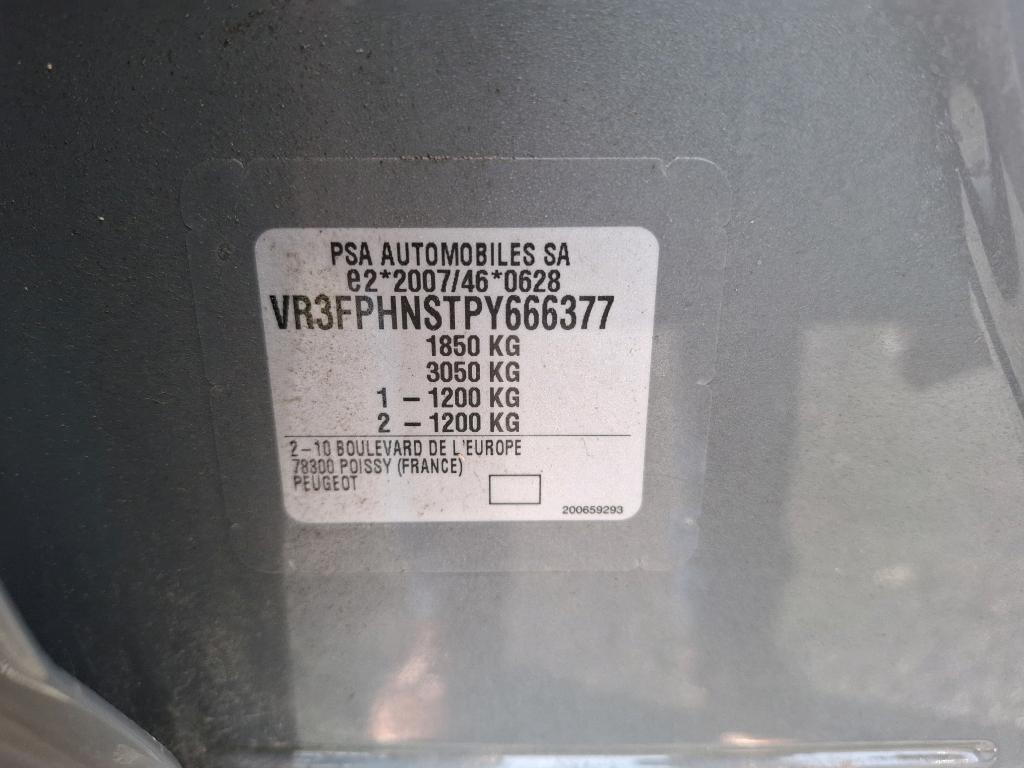 PSA AUTOMOBILES SA
e2*2007/46*0628
VR3FPHNSTPY666377
1850 KG
3050 KG
1 - 1200 KG
2 - 1200 KG
2-10 BOULEVARD DE L'EUROPE
78300 POISSY (FRANCE)
PEUGEOT
200659293